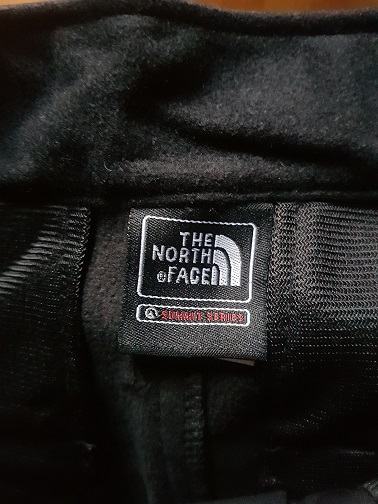 THE
NORTH
®FACE
SUMMIT SERIES